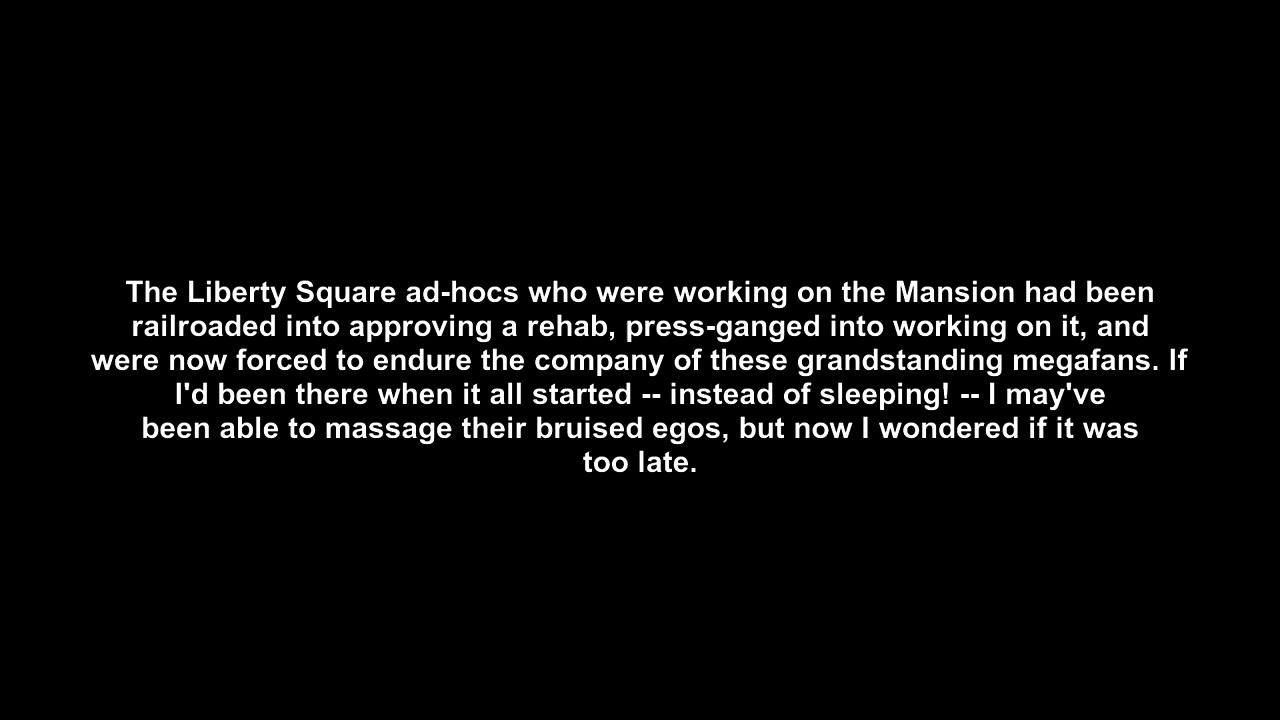 The Liberty Square ad-hocs who were working on the Mansion had been
railroaded into approving a rehab, press-ganged into working on it, and
were now forced to endure the company of these grandstanding megafans. If
I'd been there when it all started -- instead of sleeping! -- I may've
been able to massage their bruised egos, but now I wondered if it was
too late.